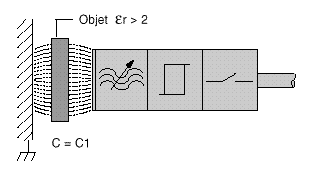 Objet εr > 2
C = C1